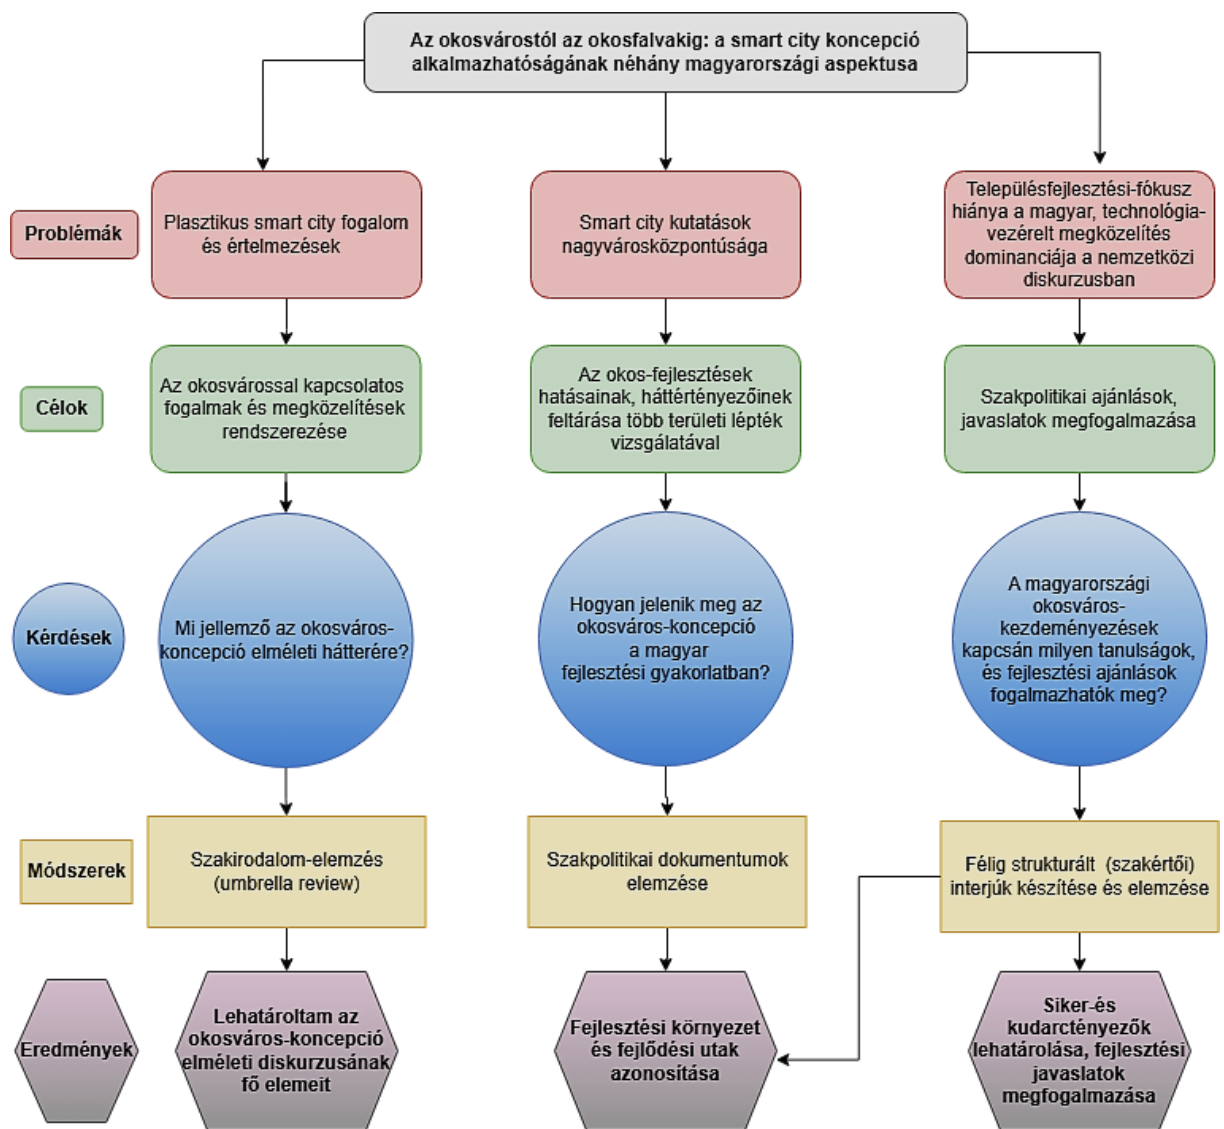 Az okosvárostól az okosfalvakig: a smart city koncepció
alkalmazhatóságának néhány magyarországi aspektusa
Problémák
Plasztikus smart city fogalom
és értelmezések
Smart city kutatások
nagyvárosközpontúsága
Településfejlesztési-fókusz
hiánya a magyar, technológia-
vezérelt megközelítés
dominanciája a nemzetközi
diskurzusban
Célok
Az okosvárossal kapcsolatos
fogalmak és megközelítések
rendszerezése
Az okos-fejlesztések
hatásainak, háttértényezőinek
feltárása több területi lépték
vizsgálatával
Szakpolitikai ajánlások,
javaslatok megfogalmazása
Kérdések
Mi jellemző az okosváros-
koncepció elméleti hátterére?
Hogyan jelenik meg az
okosváros-koncepció
a magyar
fejlesztési gyakorlatban?
A magyarországi
okosváros-
kezdeményezések
kapcsán milyen tanulságok,
és fejlesztési ajánlások
fogalmazhatók meg?
Módszerek
Szakirodalom-elemzés
(umbrella review)
Szakpolitikai dokumentumok
elemzése
Félig strukturált (szakértői)
interjúk készítése és elemzése
Eredmények
Lehatároltam az
okosváros-koncepció
elméleti diskurzusának
fő elemeit
Fejlesztési környezet
és fejlődési utak
azonosítása
Siker-és
kudarctényezők
lehatárolása, fejlesztési
javaslatok
megfogalmazása